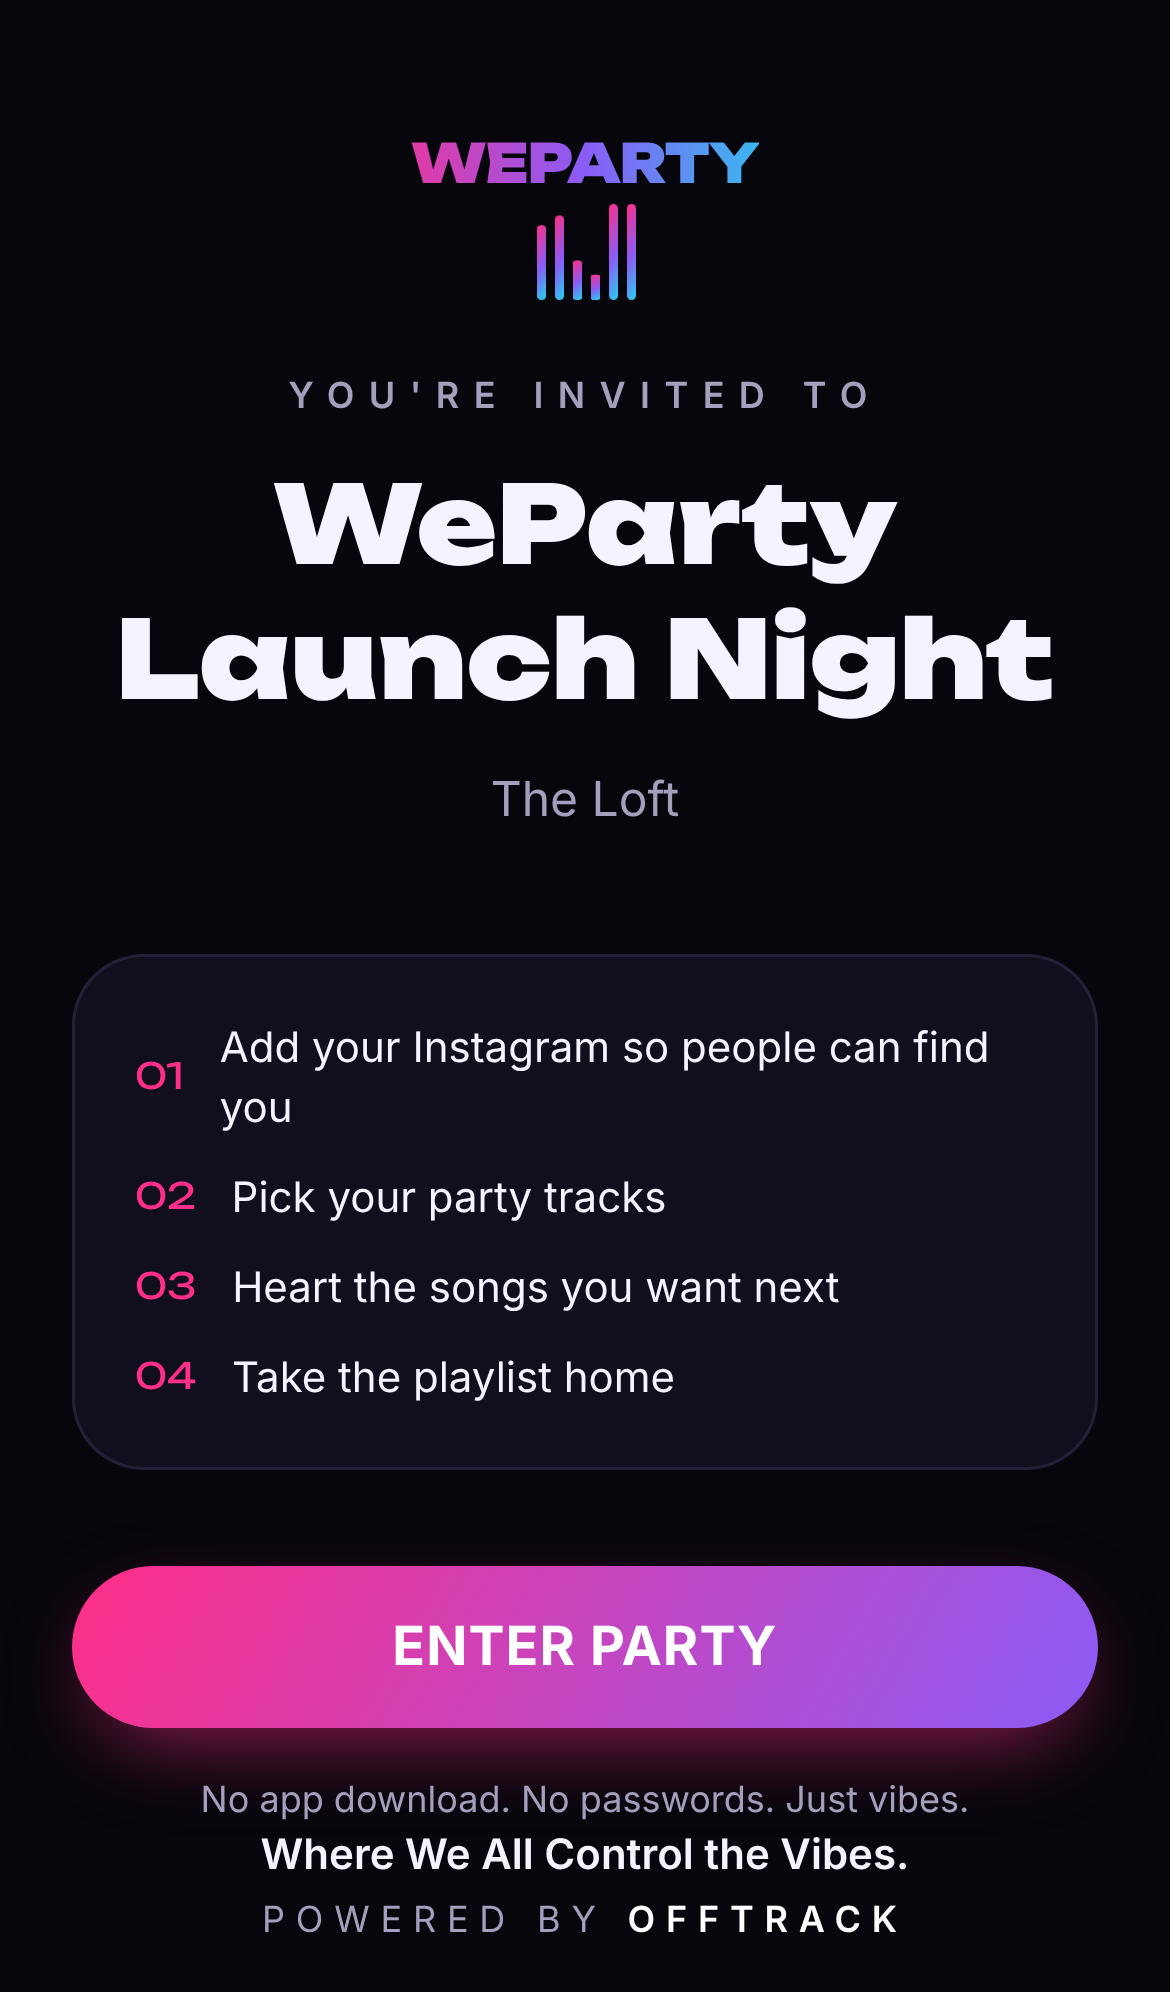 WEPARTY
YOU'RE INVITED TO
WeParty
Launch Night
The Loft
01 Add your Instagram so people can find
you
02 Pick your party tracks
03 Heart the songs you want next
04 Take the playlist home
ENTER PARTY
No app download. No passwords. Just vibes.
Where We All Control the Vibes.
POWERED BY OFFTRACK